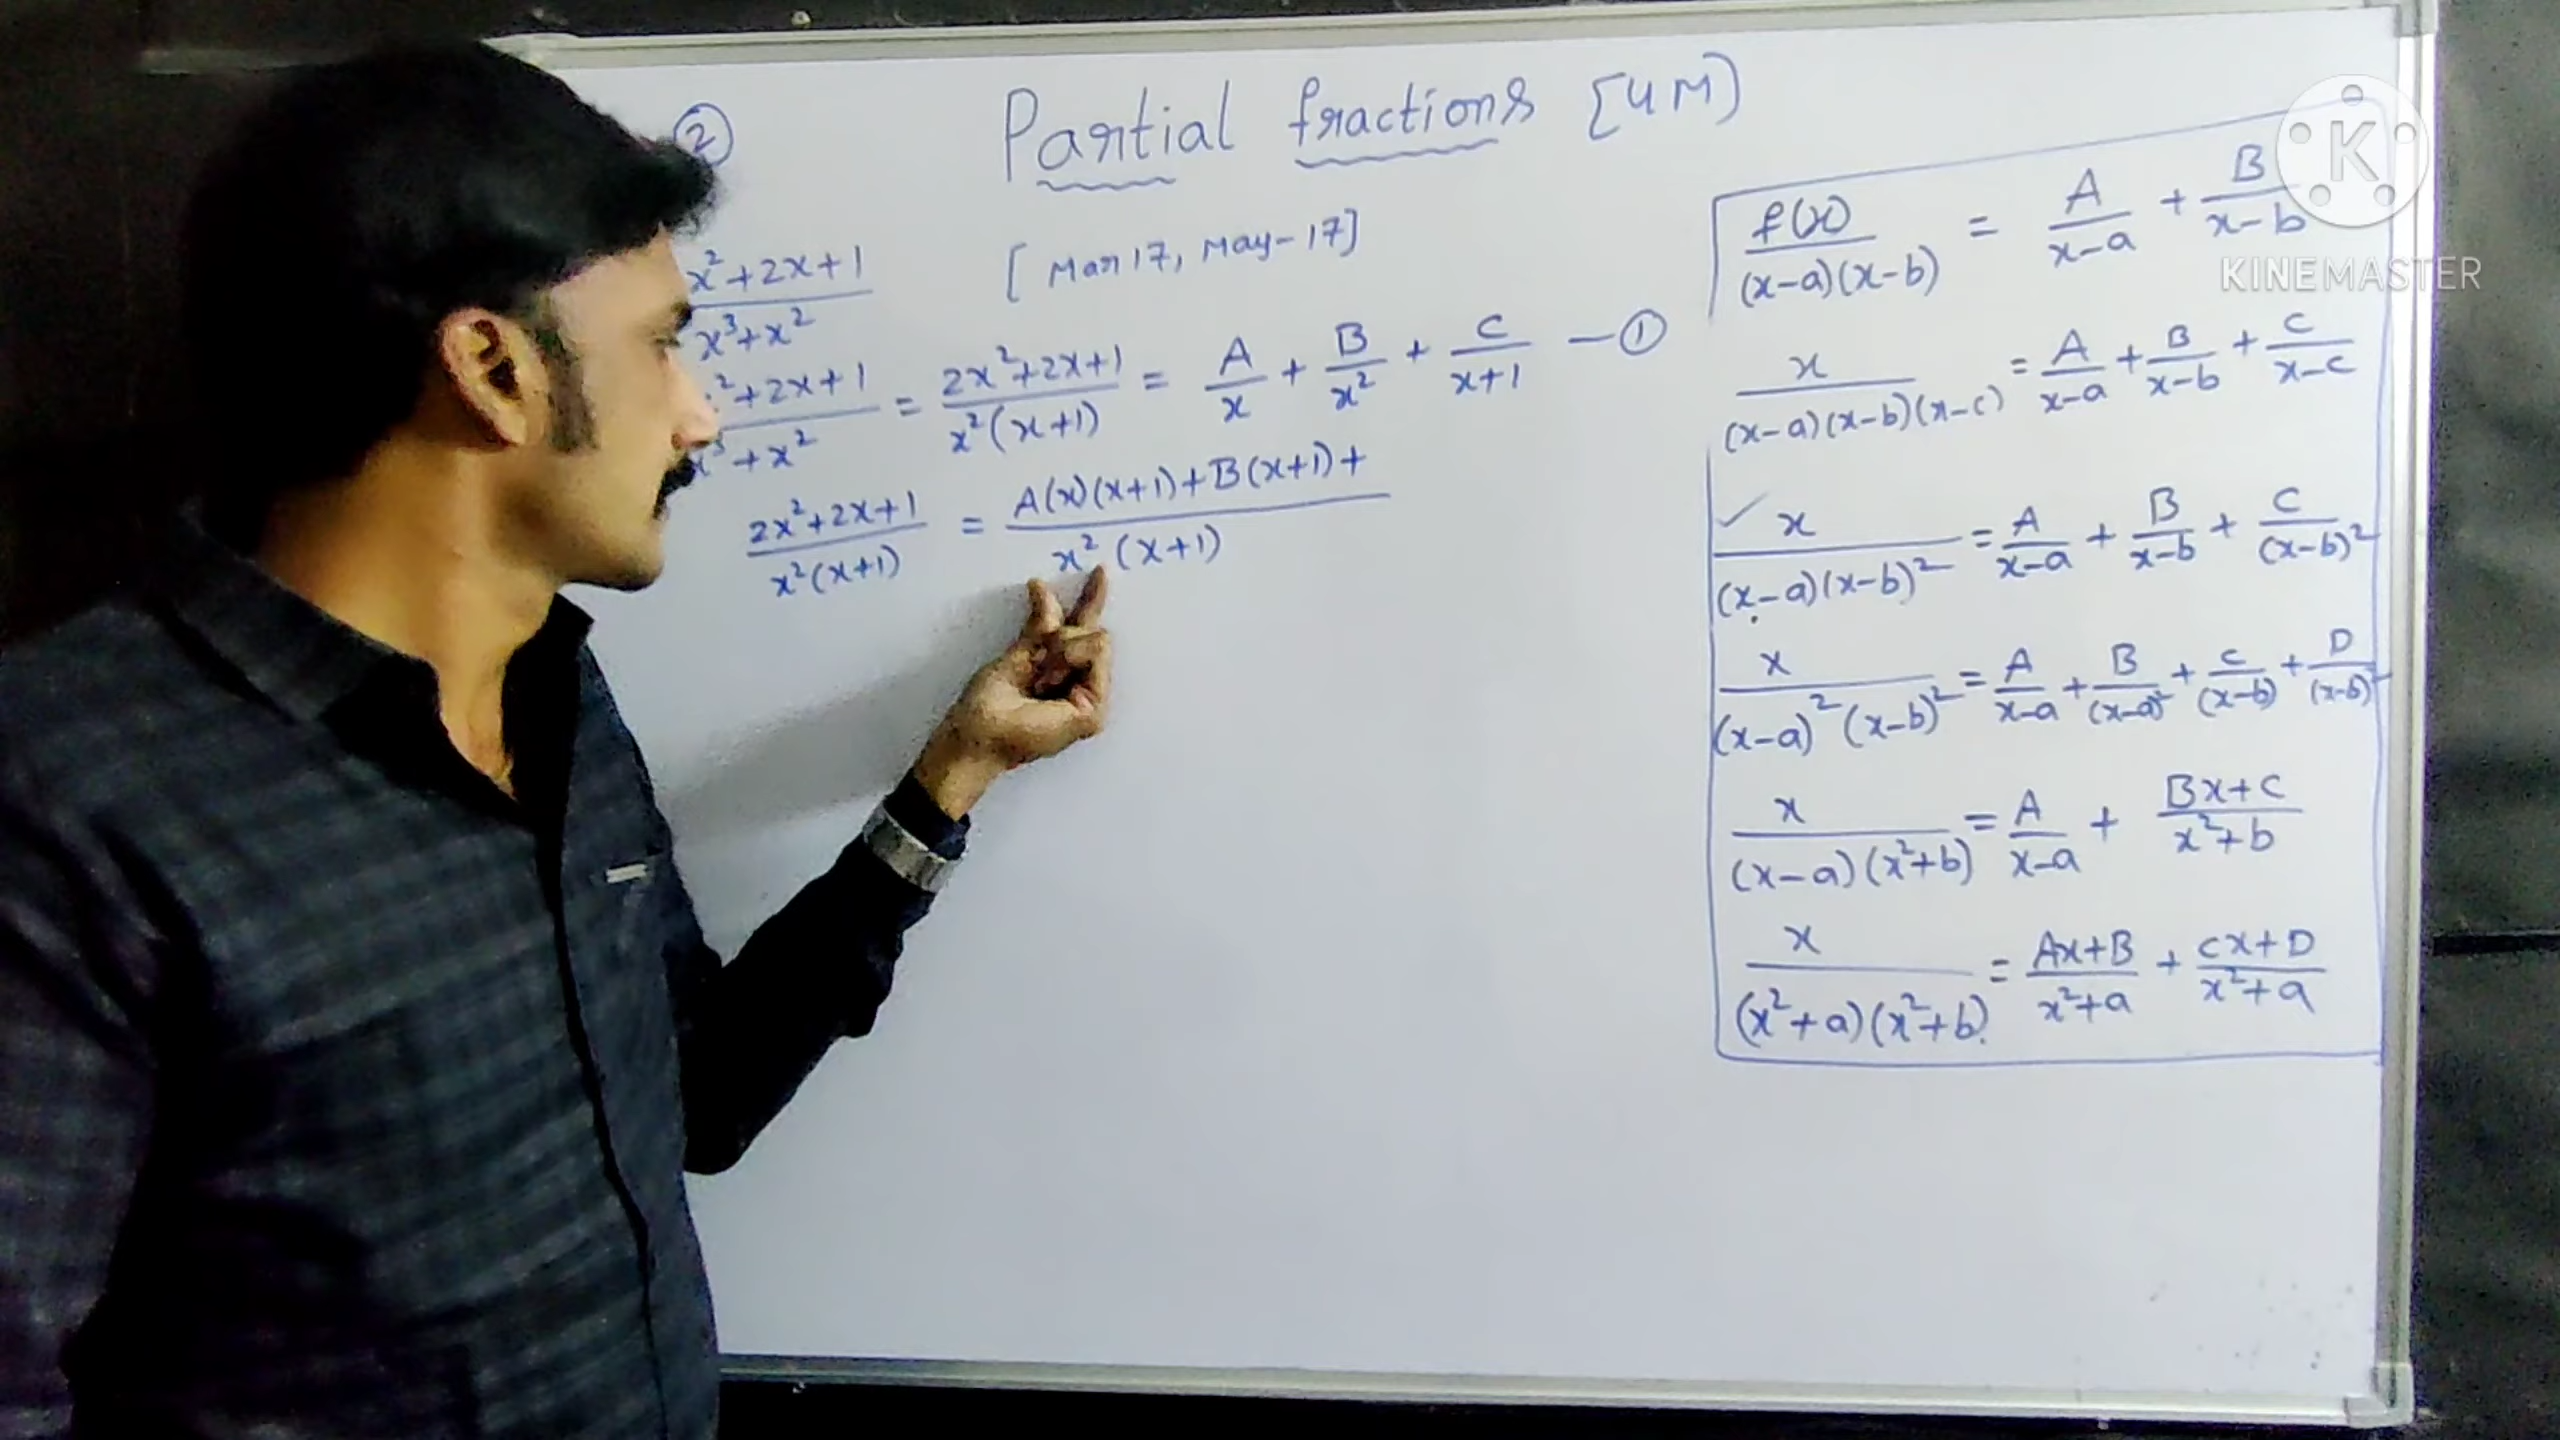 ② Partial fractions [4M]
[Mar 17, May-17]
x²+2x+1 / x³+x²
²+2x+1 / x³+x² = 2x²+2x+1 / x²(x+1) = A/x + B/x² + C/x+1 —①
2x²+2x+1 / x²(x+1) = A(x)(x+1)+B(x+1)+ / x²(x+1)
f(x) / (x-a)(x-b) = A/x-a + B/x-b
x / (x-a)(x-b)(x-c) = A/x-a + B/x-b + C/x-c
✓ x / (x-a)(x-b)² = A/x-a + B/x-b + C/(x-b)²
x / (x-a)²(x-b)² = A/x-a + B/(x-a)² + C/(x-b) + D/(x-b)²
x / (x-a)(x²+b) = A/x-a + Bx+C / x²+b
x / (x²+a)(x²+b) = Ax+B / x²+a + Cx+D / x²+a
K
KINEMASTER